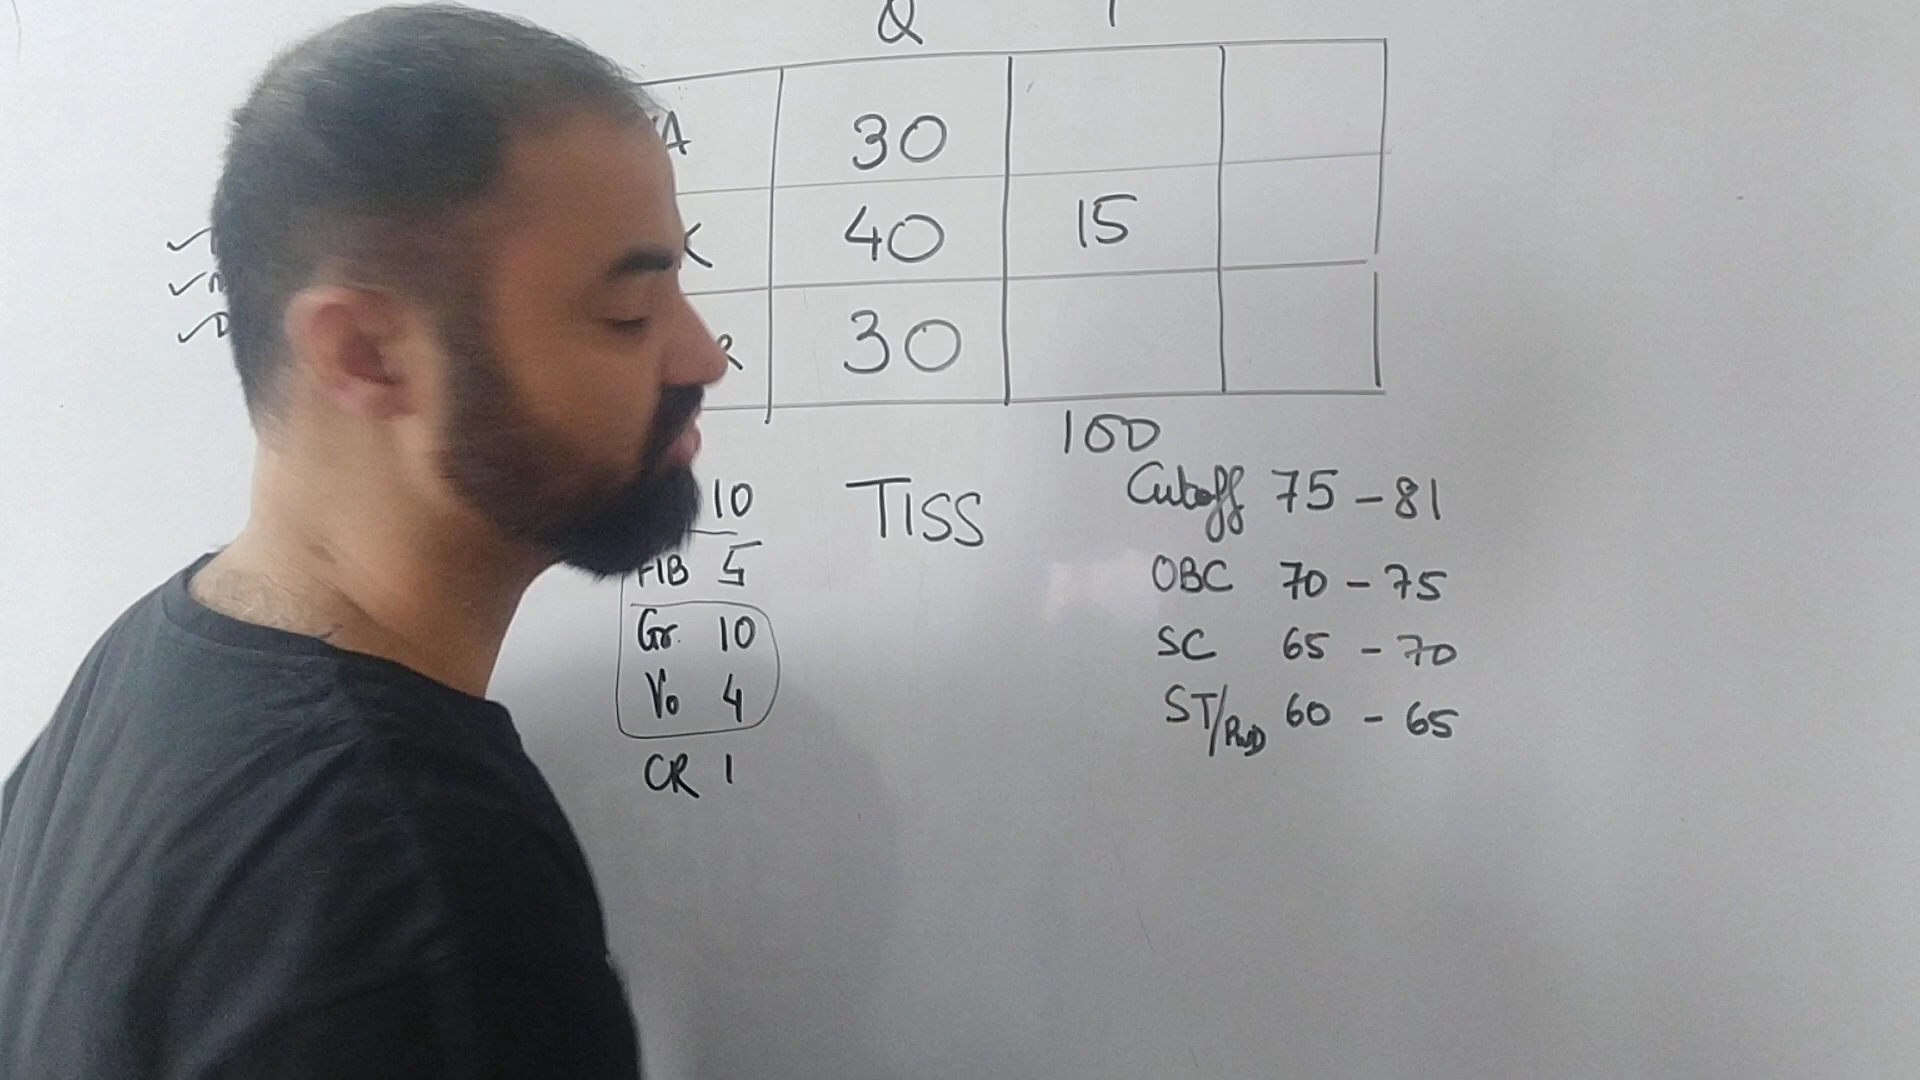 Q
A 30
K 40 15
R 30
100
10 TISS Cutoff 75 - 81
FIB 5 OBC 70 - 75
Gr. 10 SC 65 - 70
Vo 4 ST/PwD 60 - 65
CR 1